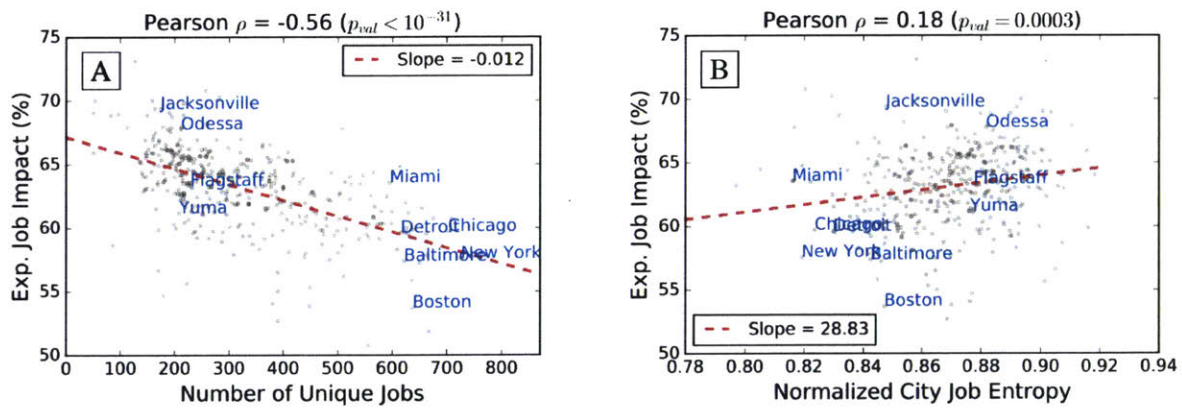 Pearson ρ = -0.56 (p_val < 10^−31)
75
70
65
60
55
50
Exp. Job Impact (%)
A
Slope = -0.012
Jacksonville
Odessa
Flagstaff
Miami
Yuma
Detroit
Chicago
Baltimore
New York
Boston
0 100 200 300 400 500 600 700 800
Number of Unique Jobs
Pearson ρ = 0.18 (p_val = 0.0003)
75
70
65
60
55
50
Exp. Job Impact (%)
B
Jacksonville
Odessa
Miami
Flagstaff
Yuma
Chicago
Detroit
New York
Baltimore
Boston
Slope = 28.83
0.78 0.80 0.82 0.84 0.86 0.88 0.90 0.92 0.94
Normalized City Job Entropy